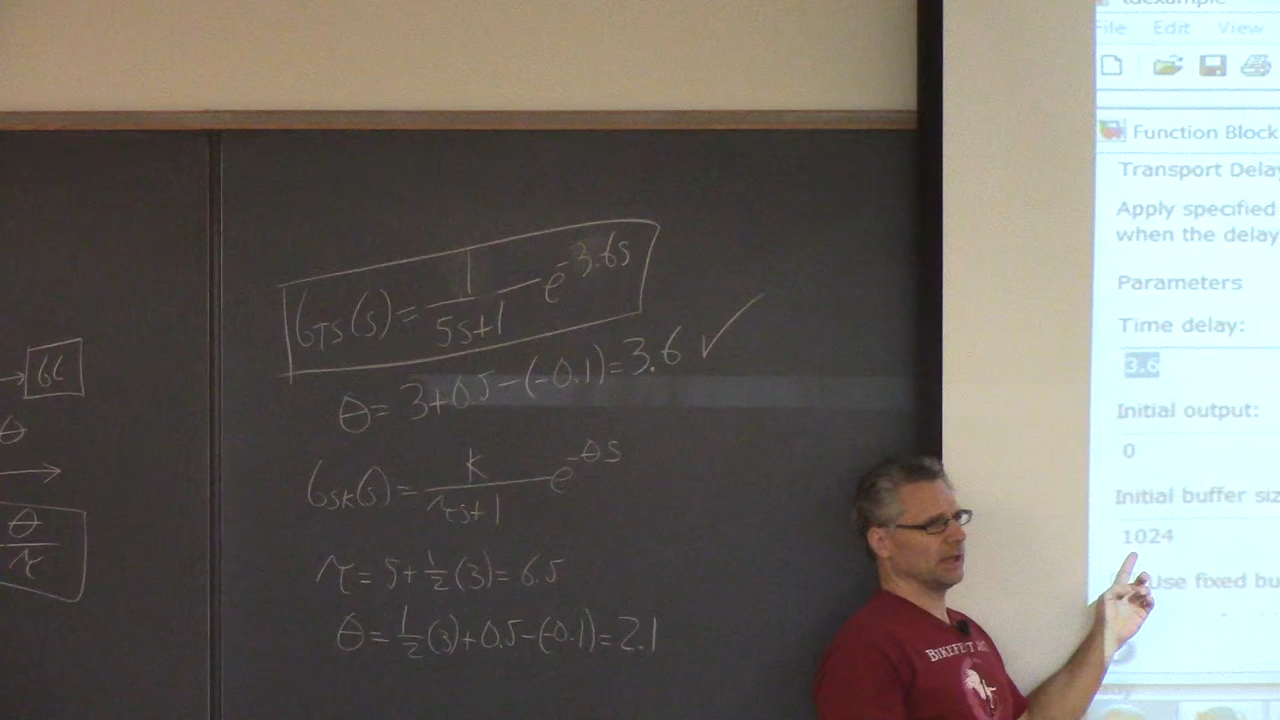 G_TS(s) = 1/(5s+1) e^(-3.6s)
θ = 3+0.5-(-0.1) = 3.6 ✓
G_SK(s) = K/(τs+1) e^(-θs)
τ = 5+1/2(3) = 6.5
θ = 1/2(3)+0.5-(-0.1) = 2.1
θ
θ/τ
File Edit View
Function Block
Transport Dela
Apply specified
when the delay
Parameters
Time delay:
3.6
Initial output:
0
Initial buffer siz
1024
Use fixed bu
BIKEFEST